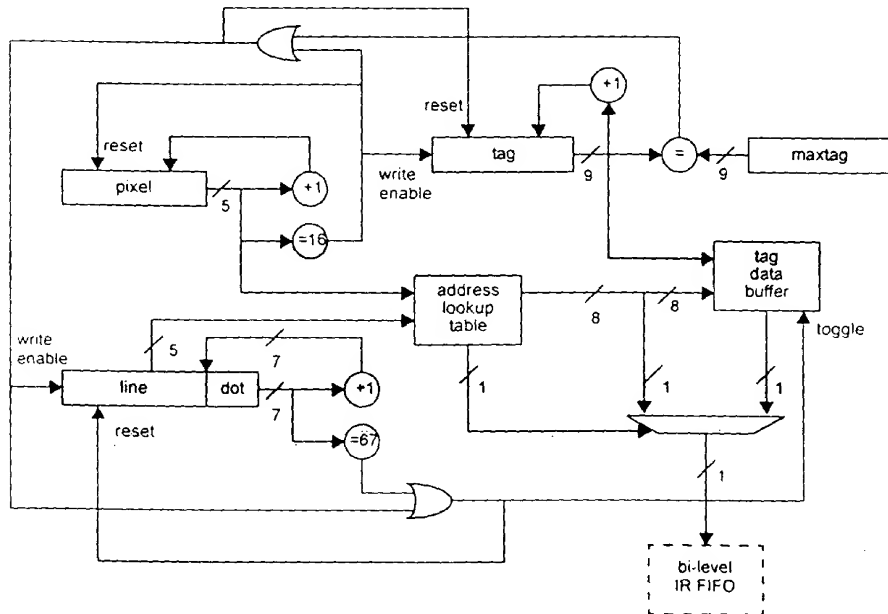 reset
+1
reset
tag
=
maxtag
9
9
write
enable
pixel
5
+1
=16
tag
data
buffer
address
lookup
table
8
8
toggle
write
enable
5
7
line
dot
7
+1
1
1
1
reset
=67
1
bi-level
IR FIFO